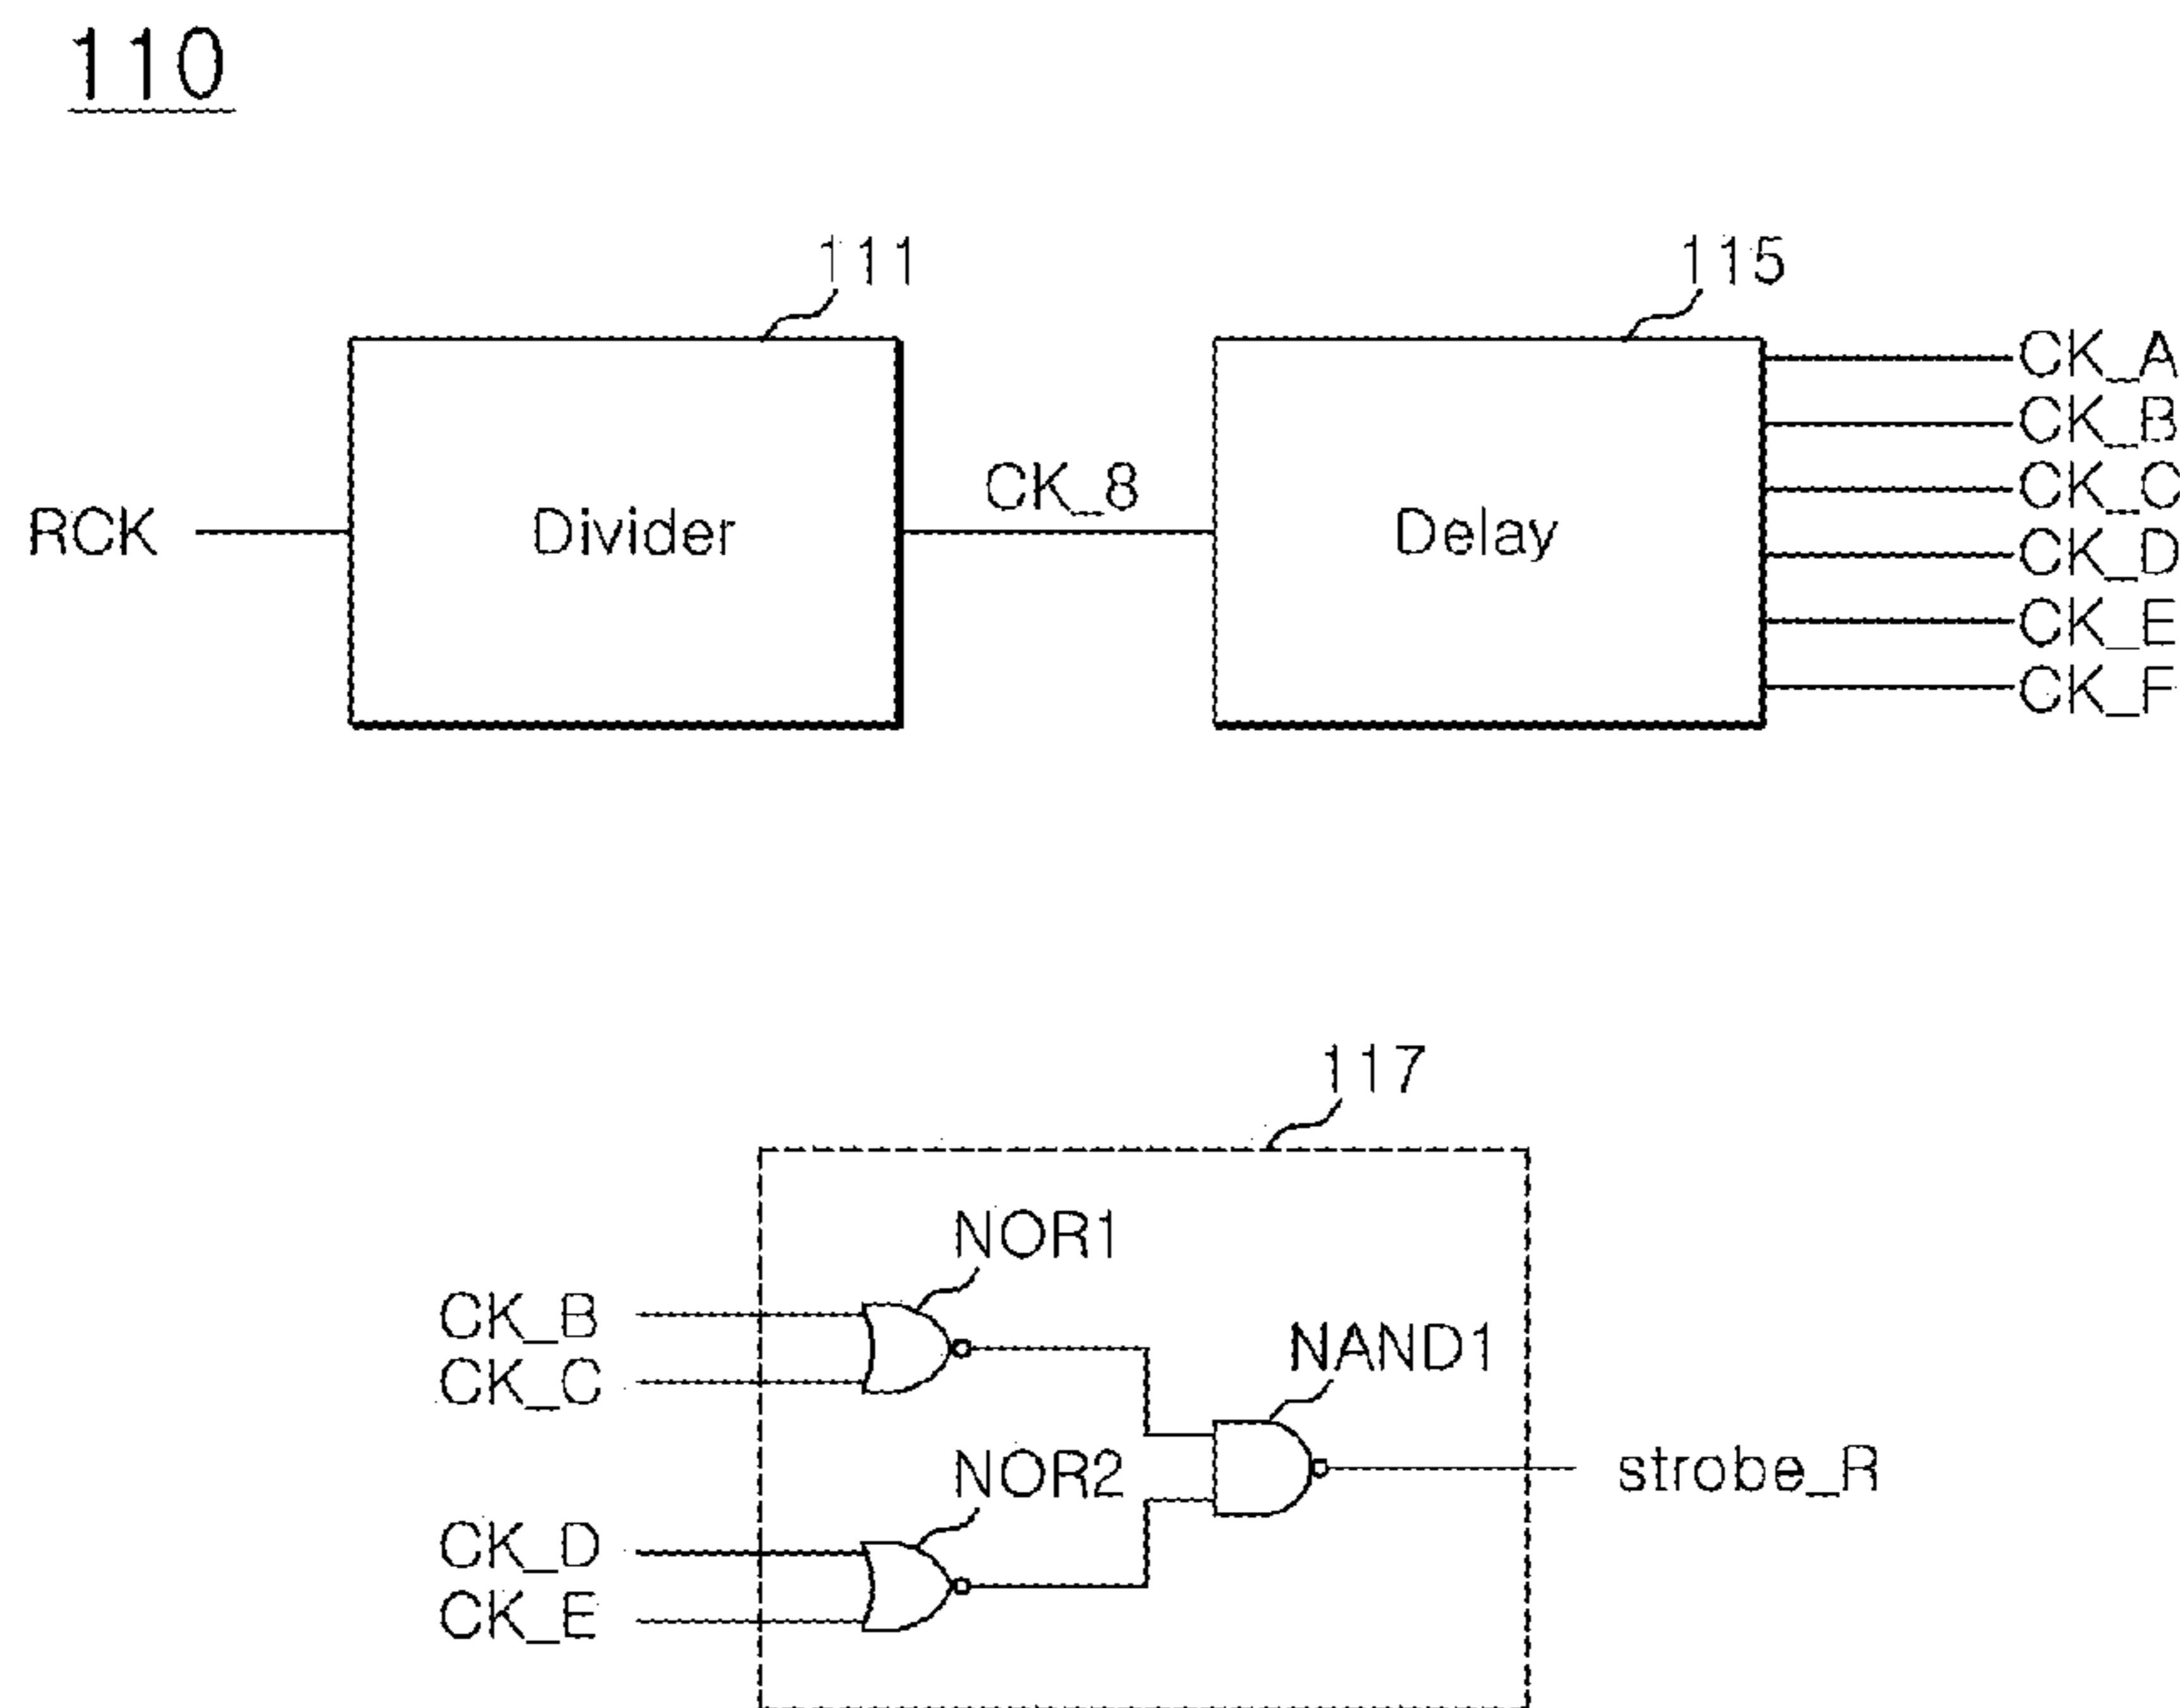 110
111
115
RCK
Divider
CK_8
Delay
CK_A
CK_B
CK_C
CK_D
CK_E
CK_F
117
NOR1
CK_B
CK_C
NAND1
strobe_R
NOR2
CK_D
CK_E